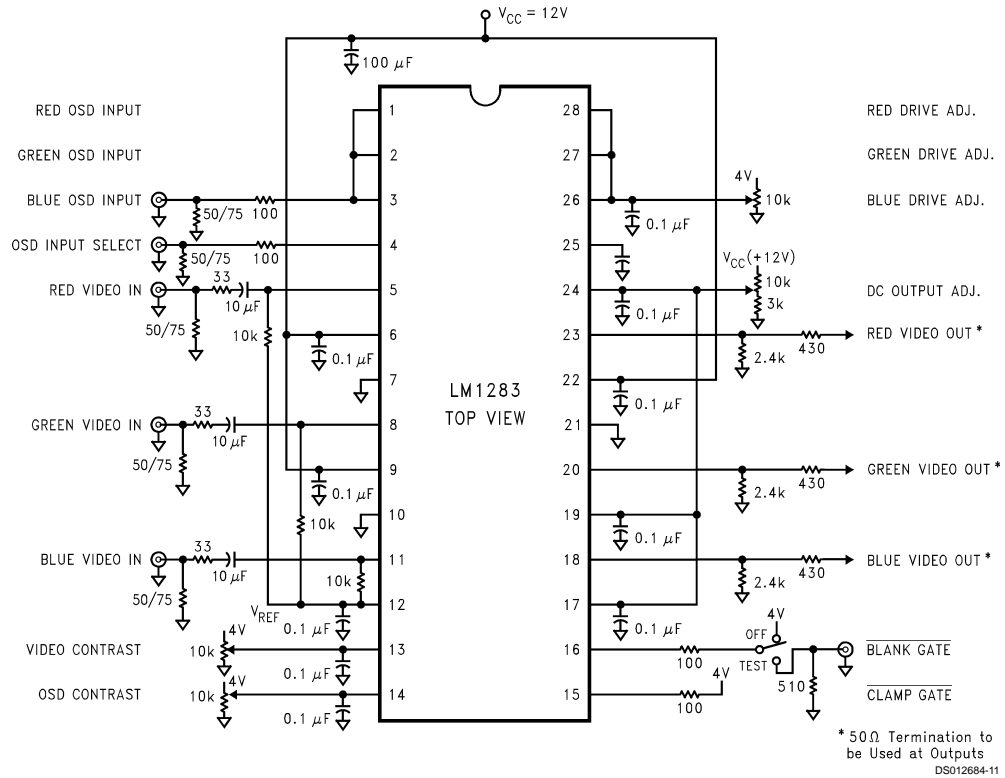 V_CC = 12V
100 μF
RED OSD INPUT
1
28
RED DRIVE ADJ.
GREEN OSD INPUT
2
27
GREEN DRIVE ADJ.
BLUE OSD INPUT
50/75
100
3
26
0.1 μF
4V
10k
BLUE DRIVE ADJ.
OSD INPUT SELECT
50/75
100
4
25
RED VIDEO IN
50/75
33
10 μF
10k
5
24
0.1 μF
V_CC(+12V)
10k
3k
DC OUTPUT ADJ.
0.1 μF
6
23
2.4k
430
RED VIDEO OUT*
7
22
0.1 μF
LM1283
TOP VIEW
GREEN VIDEO IN
50/75
33
10 μF
8
21
0.1 μF
9
20
2.4k
430
GREEN VIDEO OUT*
10k
10
19
0.1 μF
BLUE VIDEO IN
50/75
33
10 μF
10k
11
18
2.4k
430
BLUE VIDEO OUT*
V_REF
0.1 μF
12
17
0.1 μF
VIDEO CONTRAST
10k
4V
0.1 μF
13
16
100
OFF
4V
TEST
510
BLANK GATE
OSD CONTRAST
10k
4V
0.1 μF
14
15
100
4V
CLAMP GATE
* 50Ω Termination to
be Used at Outputs
DS012684-11